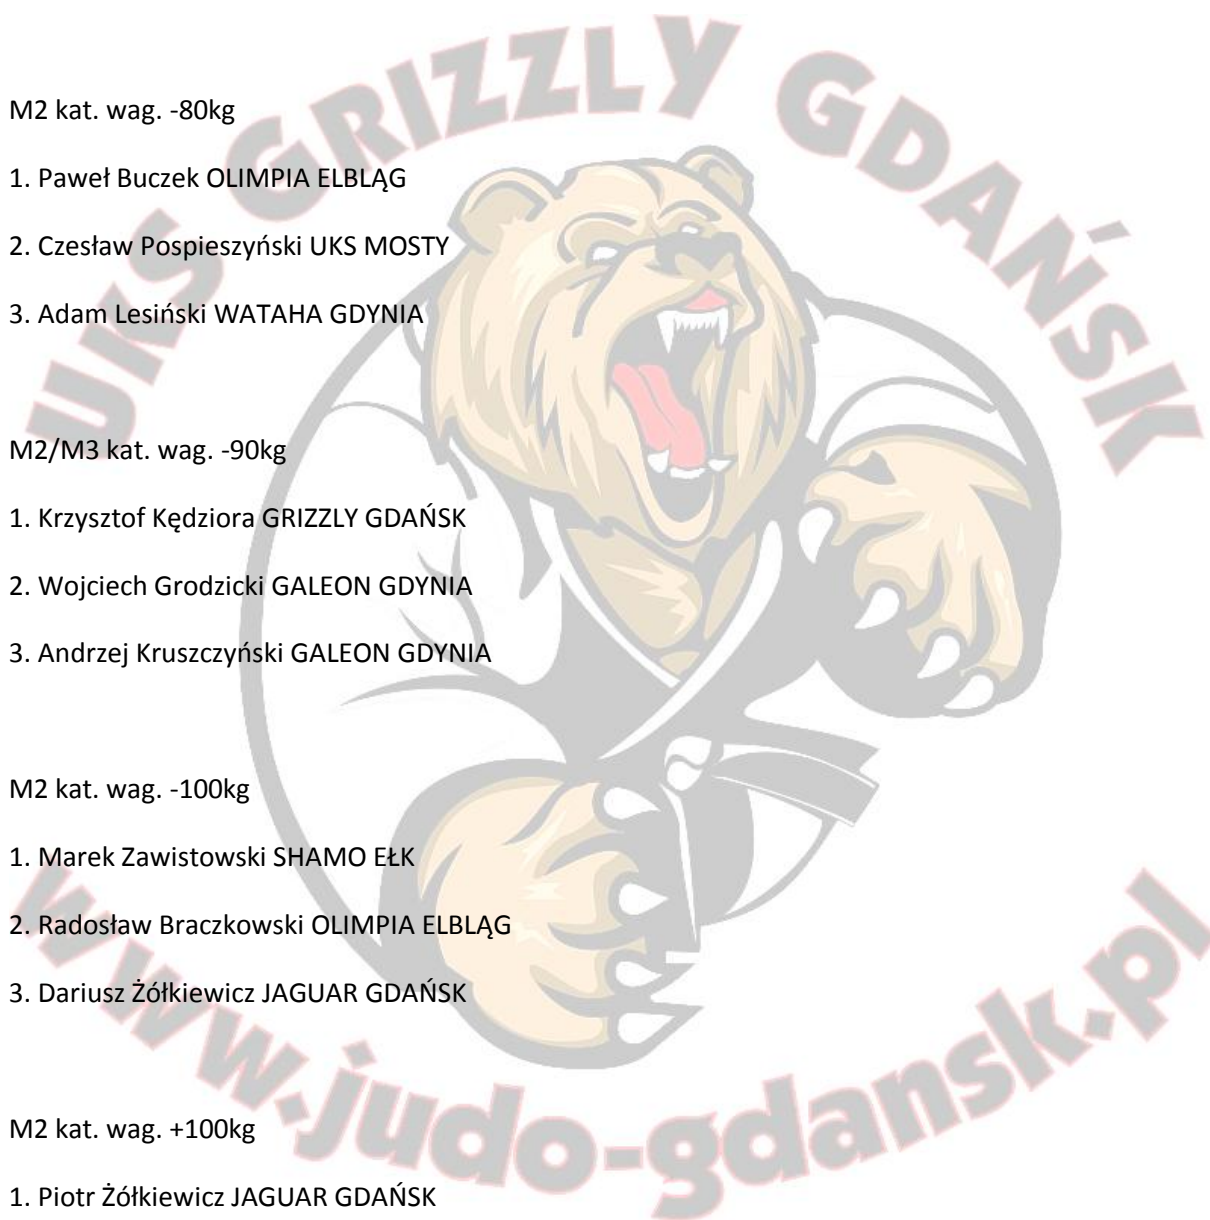 UKS GRIZZLY GDAŃSK
M2 kat. wag. -80kg
1. Paweł Buczek OLIMPIA ELBLĄG
2. Czesław Pospieszyński UKS MOSTY
3. Adam Lesiński WATAHA GDYNIA
M2/M3 kat. wag. -90kg
1. Krzysztof Kędziora GRIZZLY GDAŃSK
2. Wojciech Grodzicki GALEON GDYNIA
3. Andrzej Kruszczyński GALEON GDYNIA
M2 kat. wag. -100kg
1. Marek Zawistowski SHAMO EŁK
2. Radosław Braczkowski OLIMPIA ELBLĄG
3. Dariusz Żółkiewicz JAGUAR GDAŃSK
M2 kat. wag. +100kg
1. Piotr Żółkiewicz JAGUAR GDAŃSK
www.judo-gdansk.pl